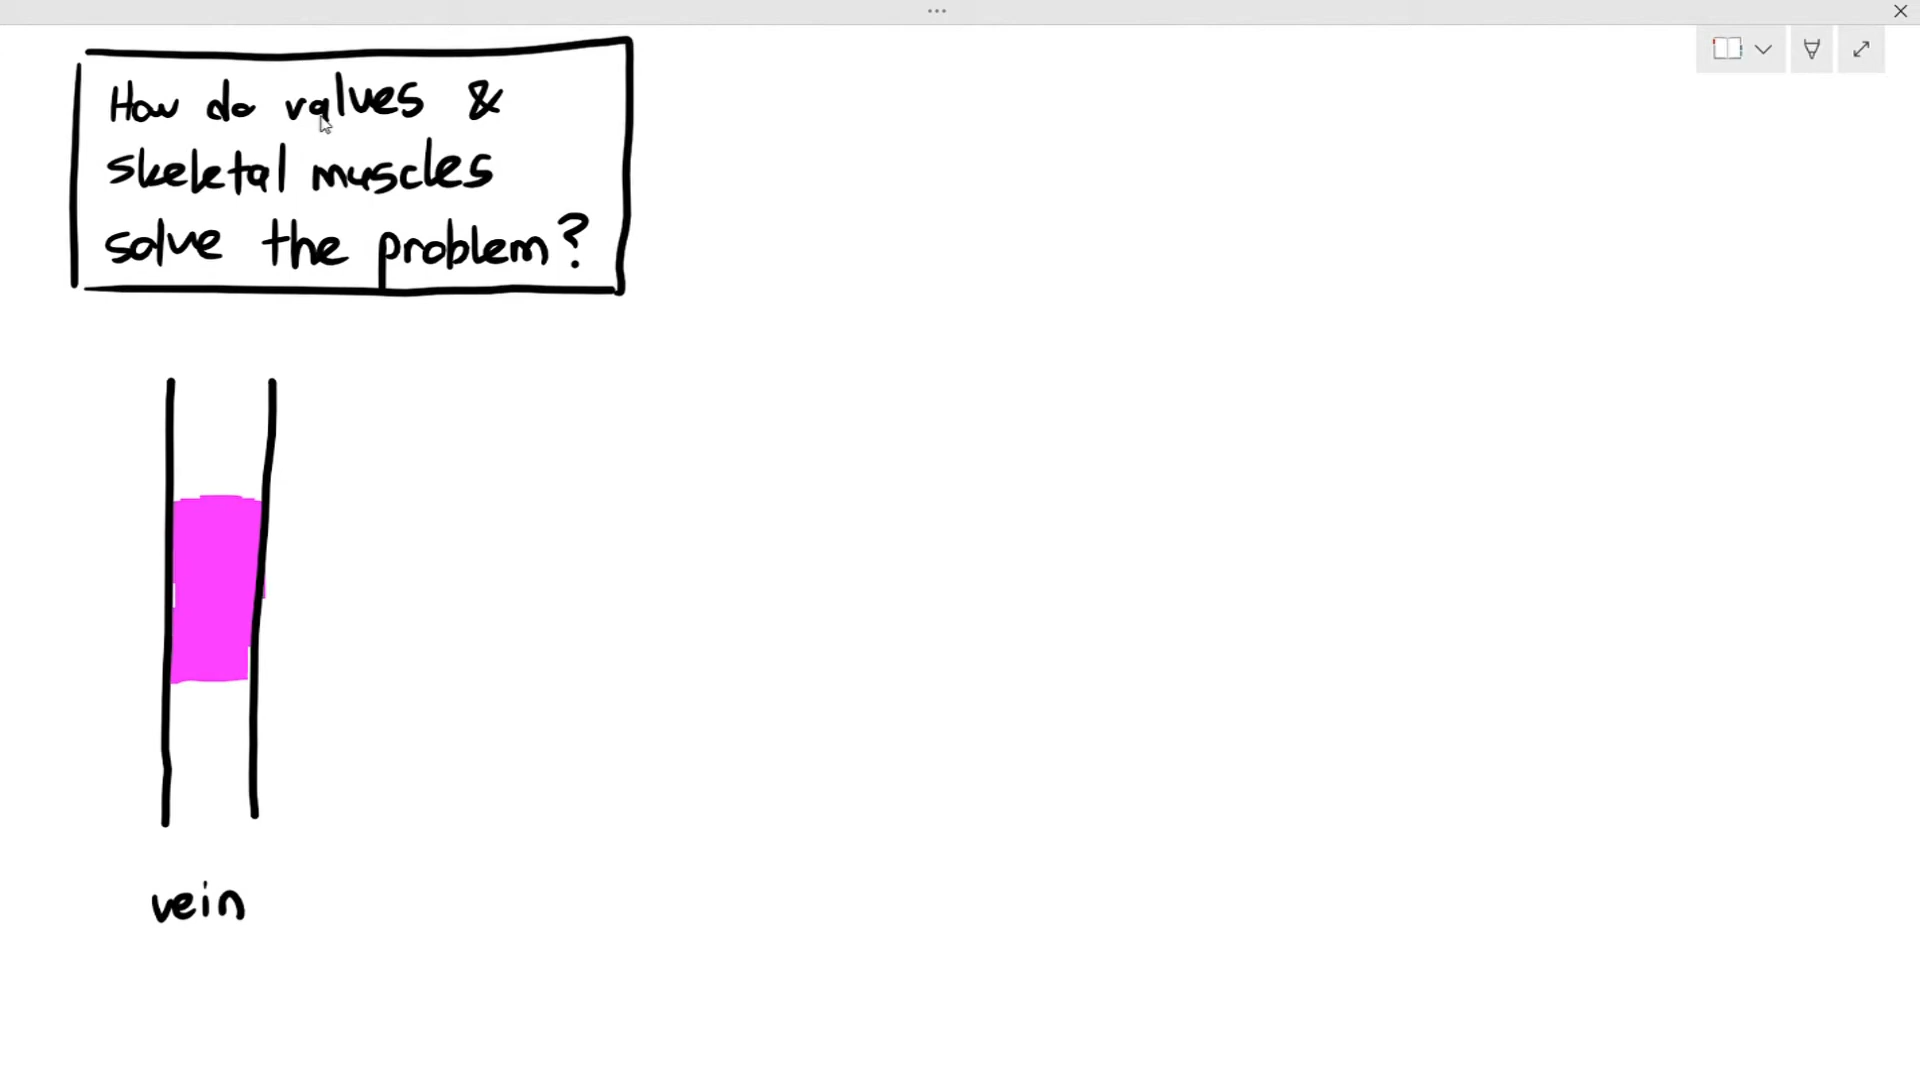 How do valves &
skeletal muscles
solve the problem?
vein